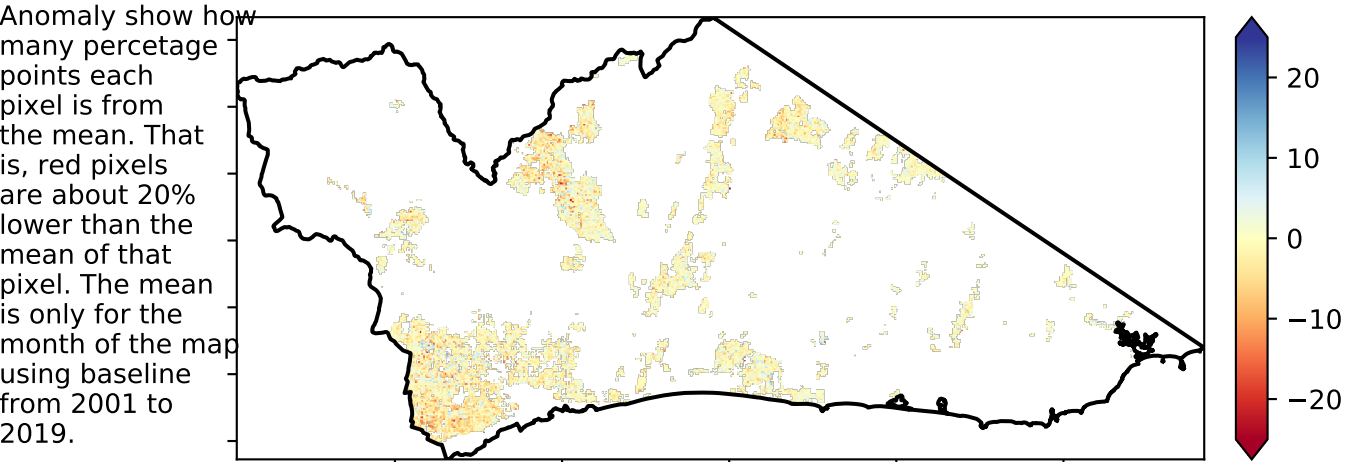 Anomaly show how
many percetage
points each
pixel is from
the mean. That
is, red pixels
are about 20%
lower than the
mean of that
pixel. The mean
is only for the
month of the map
using baseline
from 2001 to
2019.
20
10
0
−10
−20